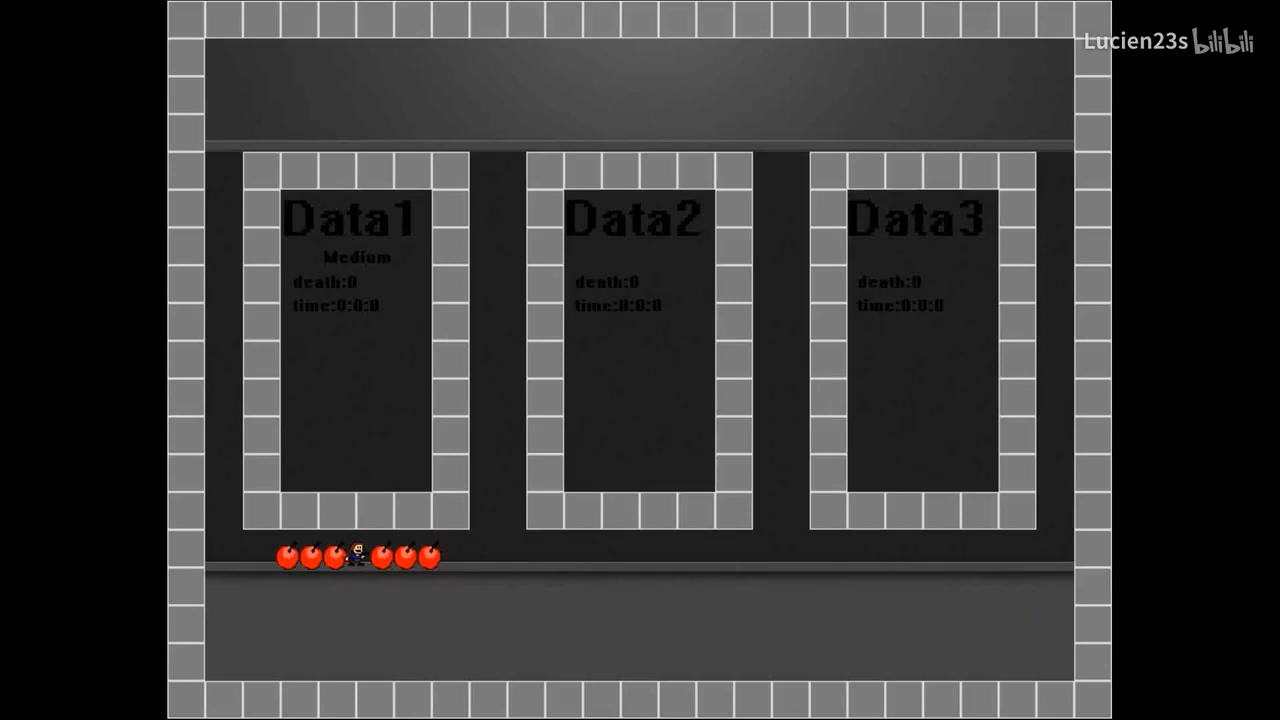 Lucien23s bilibili
Data1
Medium
death:0
time:0:0:0
Data2
death:0
time:0:0:0
Data3
death:0
time:0:0:0